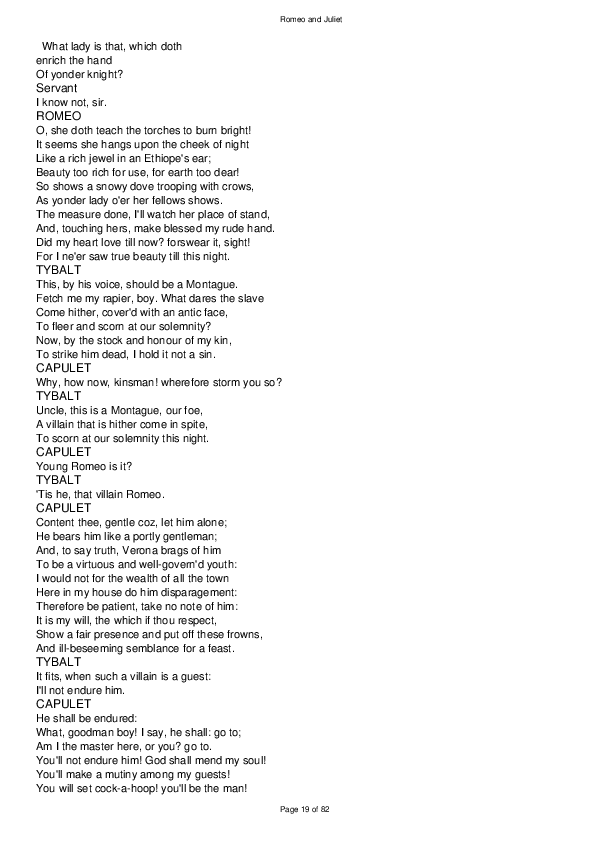 Romeo and Juliet
What lady is that, which doth
enrich the hand
Of yonder knight?
Servant
I know not, sir.
ROMEO
O, she doth teach the torches to burn bright!
It seems she hangs upon the cheek of night
Like a rich jewel in an Ethiope's ear;
Beauty too rich for use, for earth too dear!
So shows a snowy dove trooping with crows,
As yonder lady o'er her fellows shows.
The measure done, I'll watch her place of stand,
And, touching hers, make blessed my rude hand.
Did my heart love till now? forswear it, sight!
For I ne'er saw true beauty till this night.
TYBALT
This, by his voice, should be a Montague.
Fetch me my rapier, boy. What dares the slave
Come hither, cover'd with an antic face,
To fleer and scorn at our solemnity?
Now, by the stock and honour of my kin,
To strike him dead, I hold it not a sin.
CAPULET
Why, how now, kinsman! wherefore storm you so?
TYBALT
Uncle, this is a Montague, our foe,
A villain that is hither come in spite,
To scorn at our solemnity this night.
CAPULET
Young Romeo is it?
TYBALT
'Tis he, that villain Romeo.
CAPULET
Content thee, gentle coz, let him alone;
He bears him like a portly gentleman;
And, to say truth, Verona brags of him
To be a virtuous and well-govern'd youth:
I would not for the wealth of all the town
Here in my house do him disparagement:
Therefore be patient, take no note of him:
It is my will, the which if thou respect,
Show a fair presence and put off these frowns,
And ill-beseeming semblance for a feast.
TYBALT
It fits, when such a villain is a guest:
I'll not endure him.
CAPULET
He shall be endured:
What, goodman boy! I say, he shall: go to;
Am I the master here, or you? go to.
You'll not endure him! God shall mend my soul!
You'll make a mutiny among my guests!
You will set cock-a-hoop! you'll be the man!
Page 19 of 82